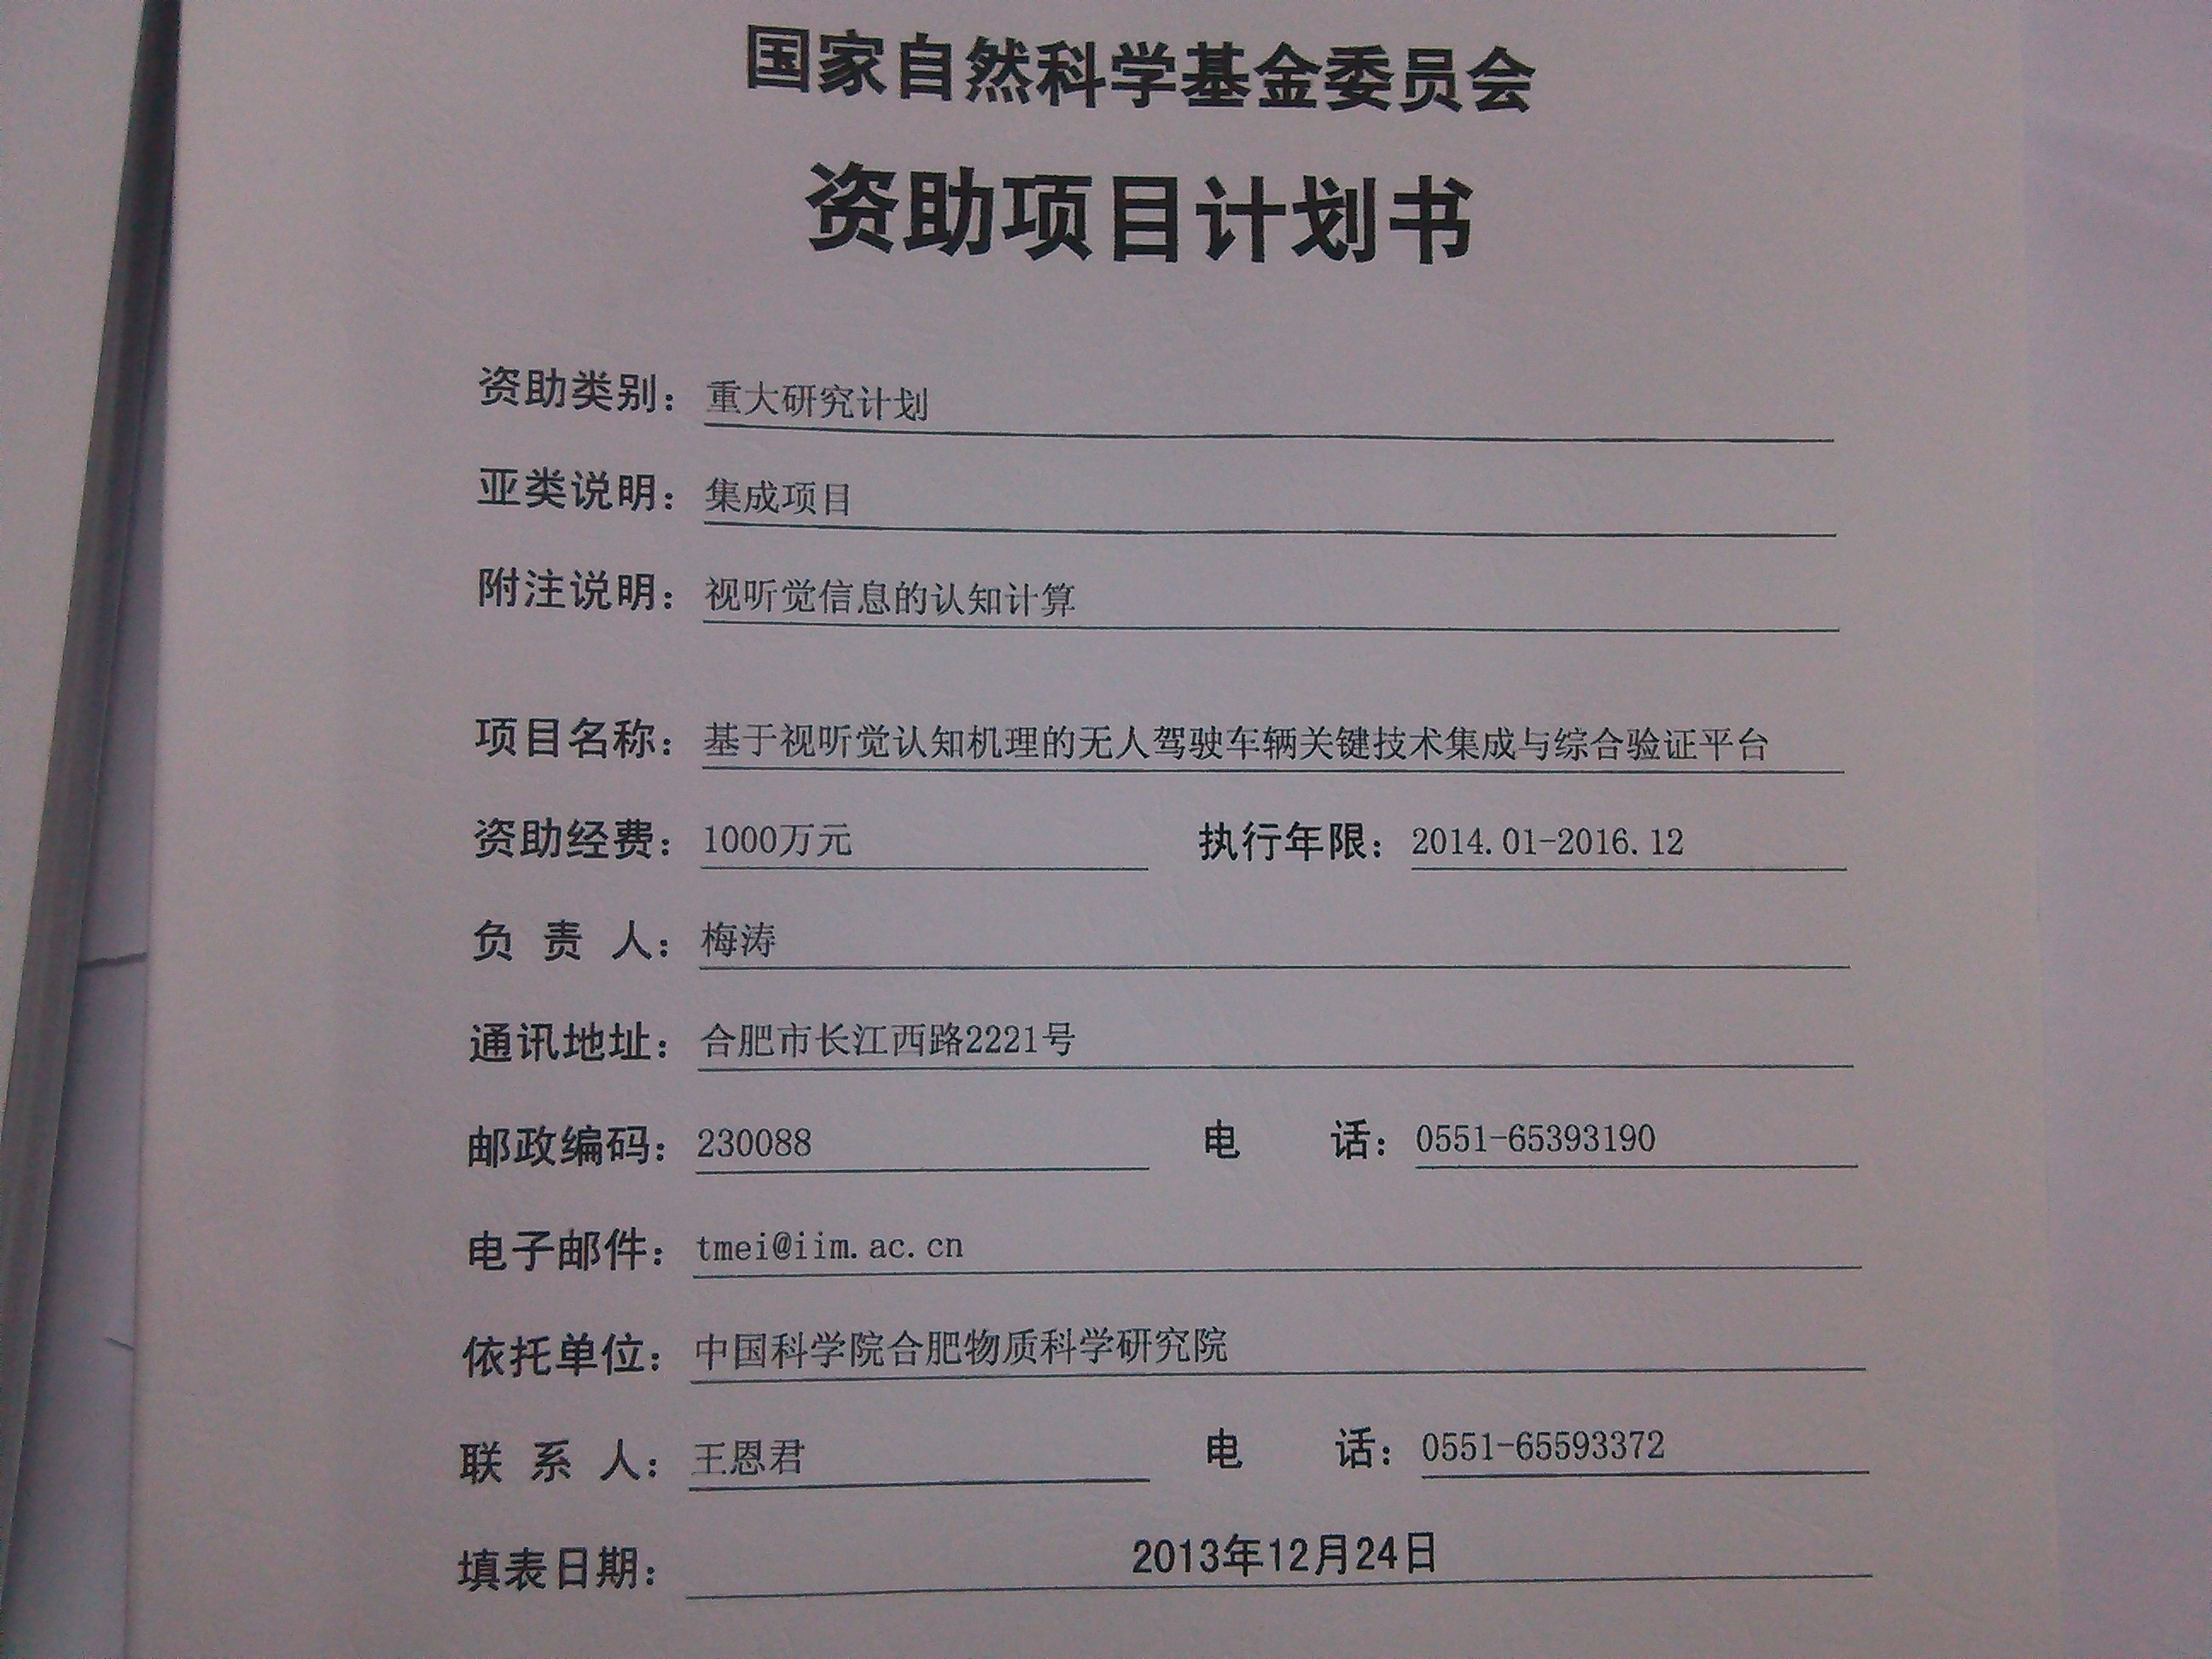 国家自然科学基金委员会
资助项目计划书
资助类别：重大研究计划
亚类说明：集成项目
附注说明：视听觉信息的认知计算
项目名称：基于视听觉认知机理的无人驾驶车辆关键技术集成与综合验证平台
资助经费：1000万元 执行年限：2014.01-2016.12
负 责 人：梅涛
通讯地址：合肥市长江西路2221号
邮政编码：230088 电 话：0551-65393190
电子邮件：tmei@iim.ac.cn
依托单位：中国科学院合肥物质科学研究院
联 系 人：王恩君 电 话：0551-65593372
填表日期：2013年12月24日